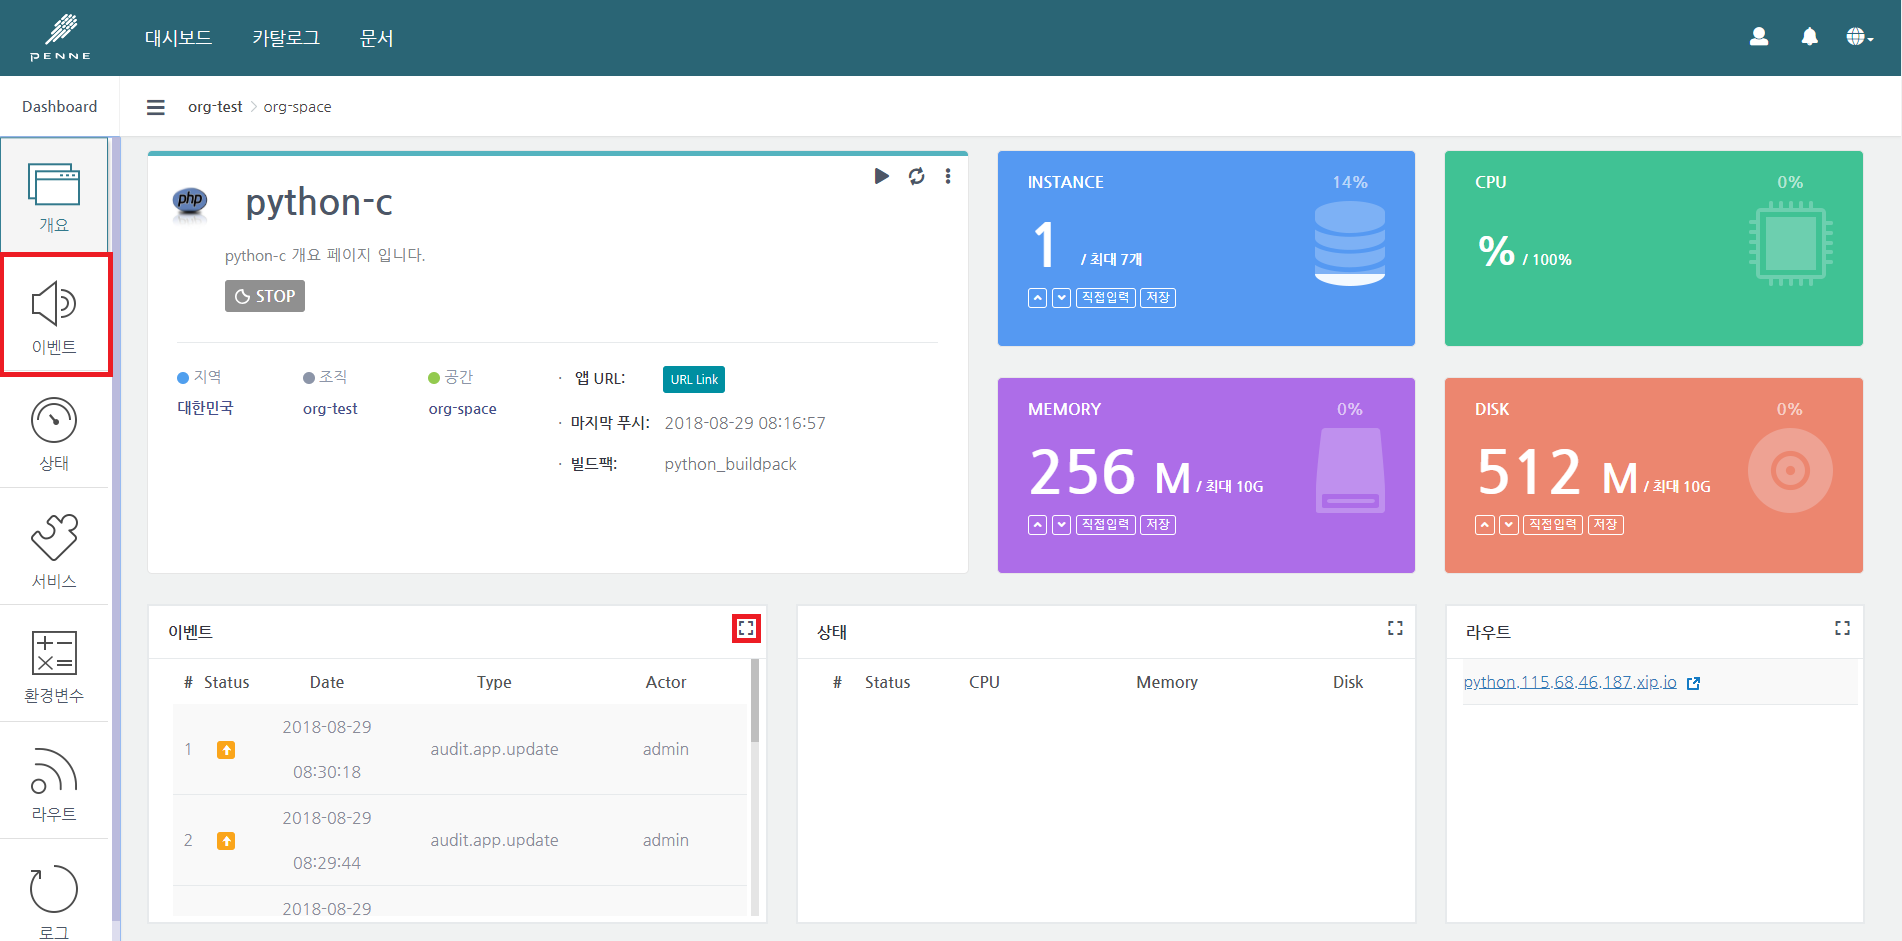 PENNE
대시보드 카탈로그 문서
Dashboard
org-test > org-space
개요
이벤트
상태
서비스
환경변수
라우트
로그
php
python-c
python-c 개요 페이지 입니다.
STOP
지역
대한민국
조직
org-test
공간
org-space
· 앱 URL: URL Link
· 마지막 푸시: 2018-08-29 08:16:57
· 빌드팩: python_buildpack
INSTANCE 14%
1 / 최대 7개
직접입력 저장
CPU 0%
% / 100%
MEMORY 0%
256 M / 최대 10G
직접입력 저장
DISK 0%
512 M / 최대 10G
직접입력 저장
이벤트
# Status Date Type Actor
1 2018-08-29 08:30:18 audit.app.update admin
2 2018-08-29 08:29:44 audit.app.update admin
2018-08-29
상태
# Status CPU Memory Disk
라우트
python.115.68.46.187.xip.io